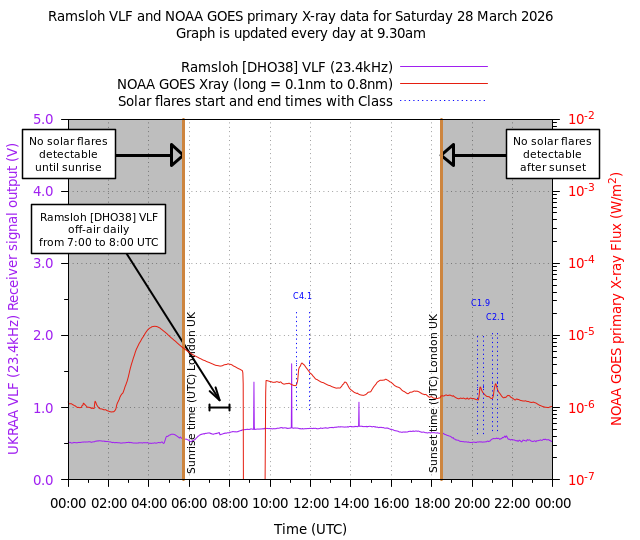 Ramsloh VLF and NOAA GOES primary X-ray data for Saturday 28 March 2026
Graph is updated every day at 9.30am
Ramsloh [DHO38] VLF (23.4kHz)
NOAA GOES Xray (long = 0.1nm to 0.8nm)
Solar flares start and end times with Class
5.0
4.0
3.0
2.0
1.0
0.0
UKRAA VLF (23.4kHz) Receiver signal output (V)
No solar flares
detectable
until sunrise
Ramsloh [DHO38] VLF
off-air daily
from 7:00 to 8:00 UTC
Sunrise time (UTC) London UK
C4.1
Sunset time (UTC) London UK
C1.9
C2.1
No solar flares
detectable
after sunset
10-2
10-3
10-4
10-5
10-6
10-7
NOAA GOES primary X-ray Flux (W/m2)
00:00 02:00 04:00 06:00 08:00 10:00 12:00 14:00 16:00 18:00 20:00 22:00 00:00
Time (UTC)